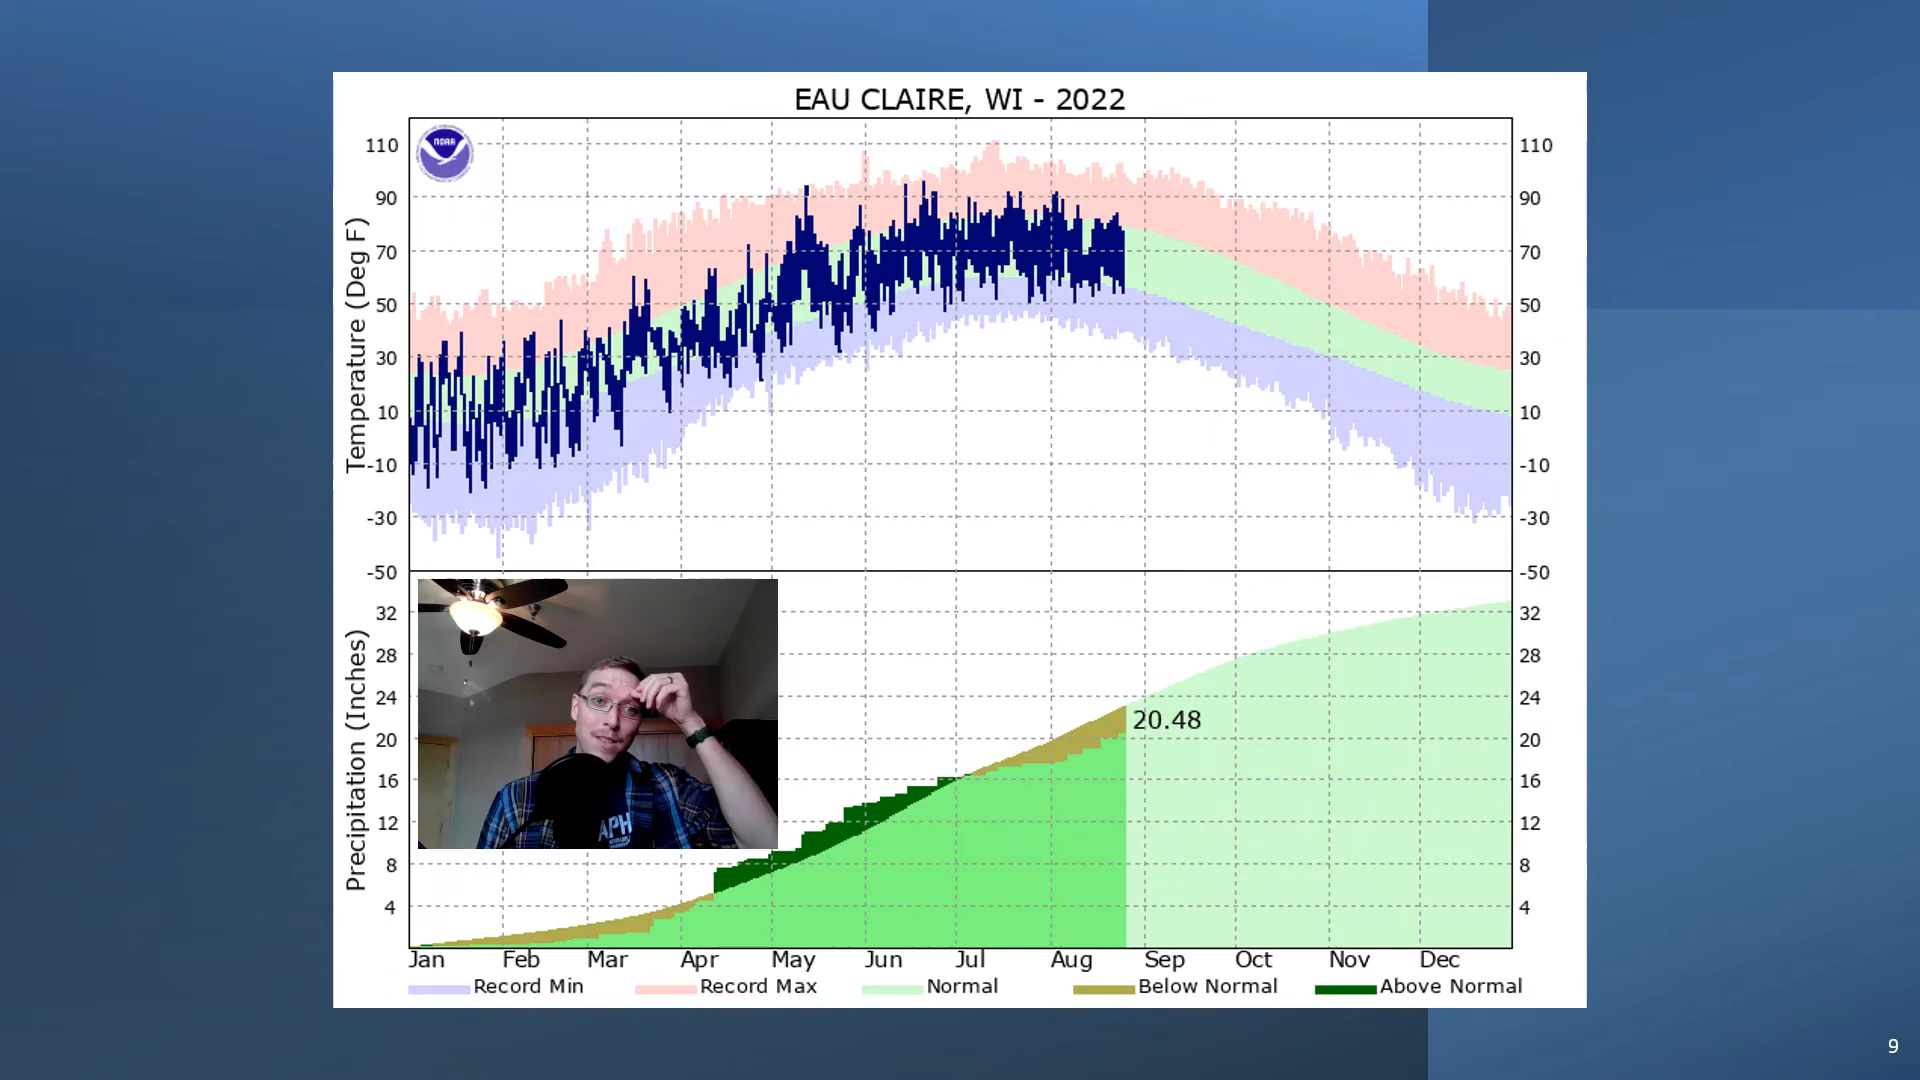 EAU CLAIRE, WI - 2022
NOAA
Temperature (Deg F)
110 110
90 90
70 70
50 50
30 30
10 10
-10 -10
-30 -30
-50 -50
Precipitation (Inches)
32 32
28 28
24 24
20 20
16 16
12 12
8 8
4 4
20.48
APH
Jan Feb Mar Apr May Jun Jul Aug Sep Oct Nov Dec
Record Min Record Max Normal Below Normal Above Normal
9